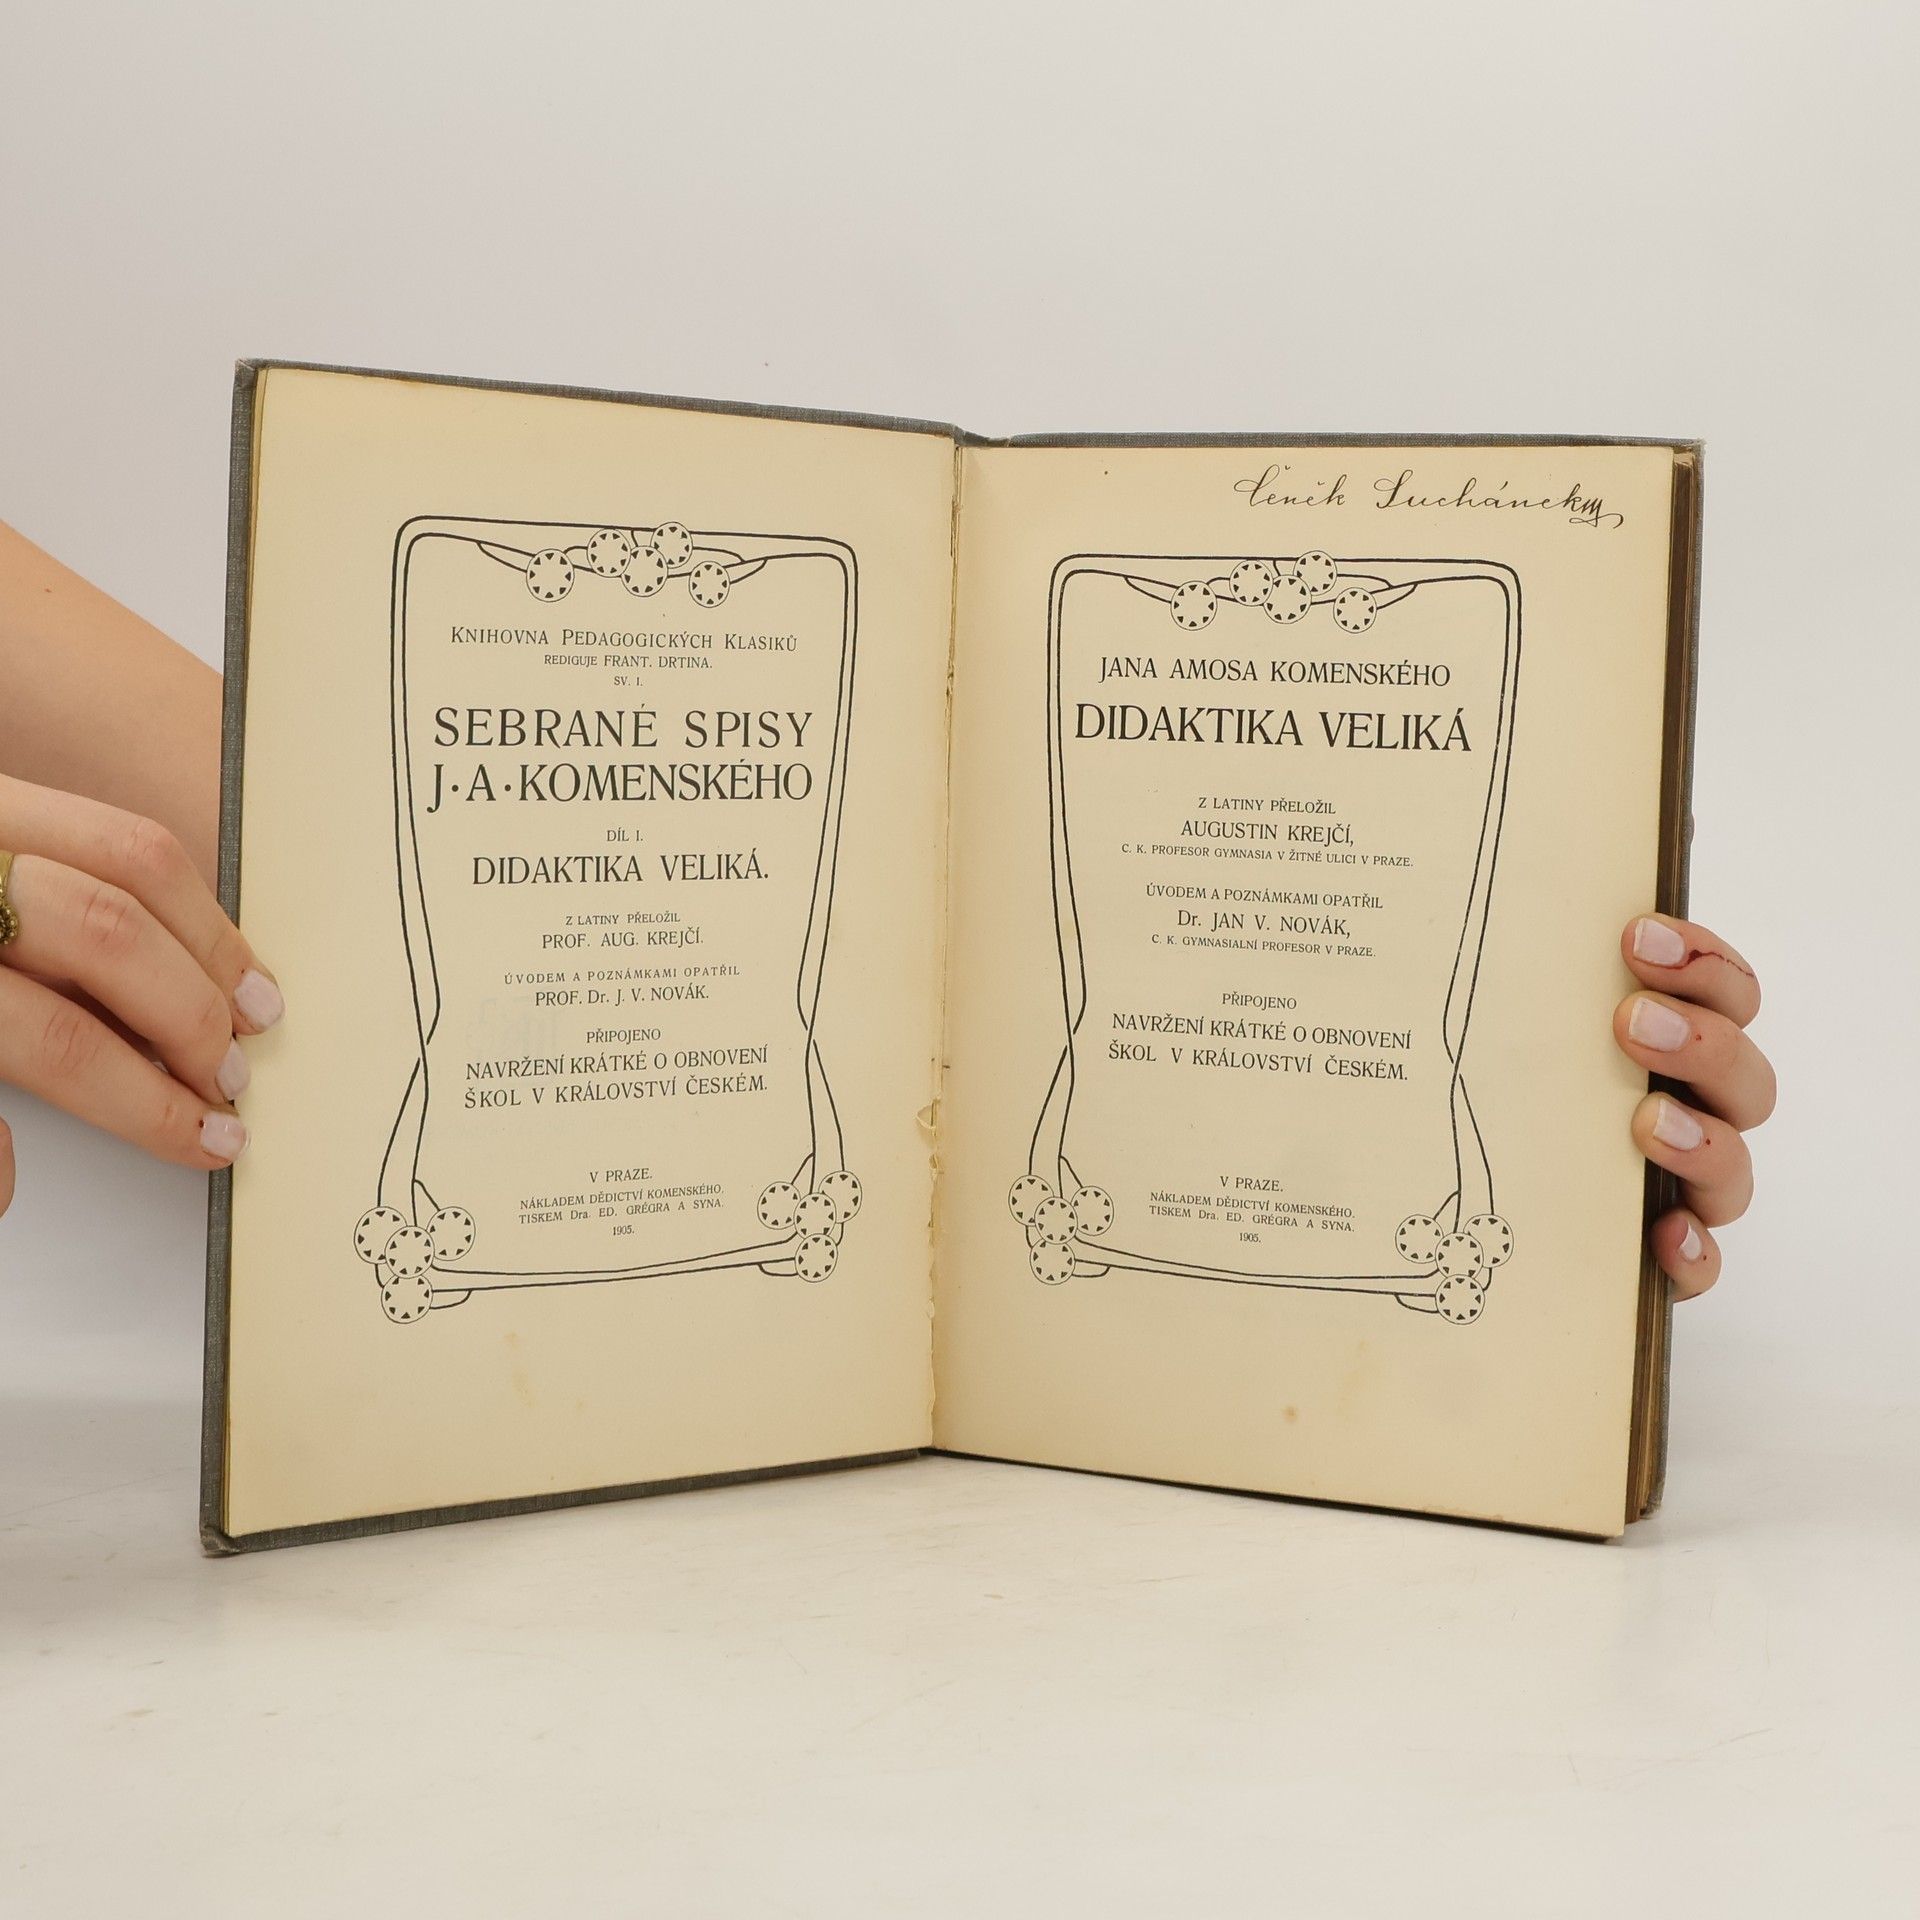 KNIHOVNA PEDAGOGICKÝCH KLASIKŮ
REDIGUJE FRANT. DRTINA.
SV. I.
SEBRANÉ SPISY
J·A·KOMENSKÉHO
DÍL I.
DIDAKTIKA VELIKÁ.
Z LATINY PŘELOŽIL
PROF. AUG. KREJČÍ.
ÚVODEM A POZNÁMKAMI OPATŘIL
PROF. Dr. J. V. NOVÁK.
PŘIPOJENO
NAVRŽENÍ KRÁTKÉ O OBNOVENÍ
ŠKOL V KRÁLOVSTVÍ ČESKÉM.
V PRAZE.
NÁKLADEM DĚDICTVÍ KOMENSKÉHO.
TISKEM Dra. ED. GRÉGRA A SYNA.
1905.
Čeněk Suchánek
JANA AMOSA KOMENSKÉHO
DIDAKTIKA VELIKÁ
Z LATINY PŘELOŽIL
AUGUSTIN KREJČÍ,
C. K. PROFESOR GYMNASIA V ŽITNÉ ULICI V PRAZE.
ÚVODEM A POZNÁMKAMI OPATŘIL
Dr. JAN V. NOVÁK,
C. K. GYMNASIALNÍ PROFESOR V PRAZE.
PŘIPOJENO
NAVRŽENÍ KRÁTKÉ O OBNOVENÍ
ŠKOL V KRÁLOVSTVÍ ČESKÉM.
V PRAZE.
NÁKLADEM DĚDICTVÍ KOMENSKÉHO.
TISKEM Dra. ED. GRÉGRA A SYNA.
1905.